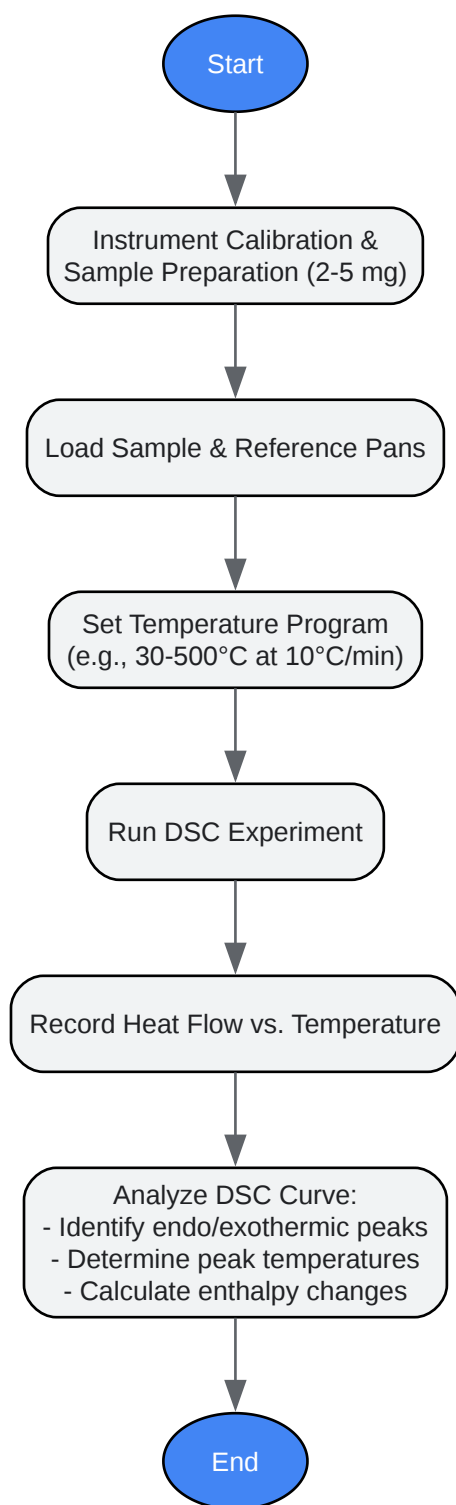 Start
Instrument Calibration &
Sample Preparation (2-5 mg)
Load Sample & Reference Pans
Set Temperature Program
(e.g., 30-500°C at 10°C/min)
Run DSC Experiment
Record Heat Flow vs. Temperature
Analyze DSC Curve:
- Identify endo/exothermic peaks
- Determine peak temperatures
- Calculate enthalpy changes
End